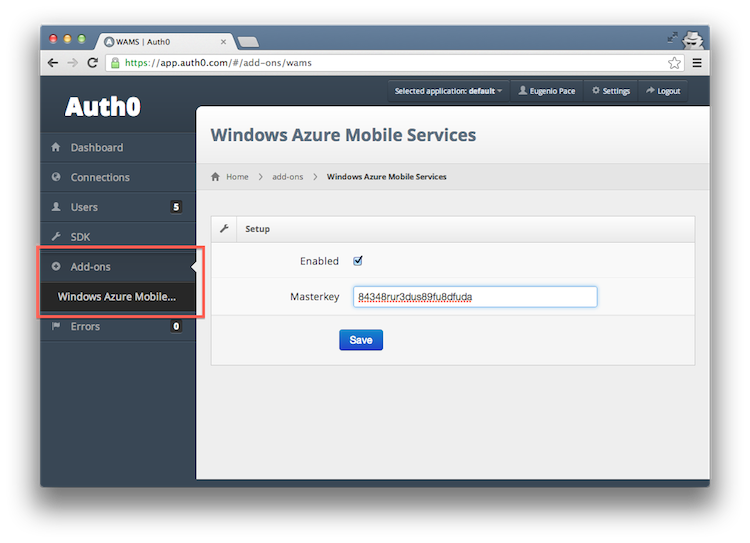 WAMS | Auth0
https://app.auth0.com/#/add-ons/wams
Auth0
Selected application: default
Eugenio Pace
Settings
Logout
Dashboard
Connections
Users 5
SDK
Add-ons
Windows Azure Mobile...
Errors 0
Windows Azure Mobile Services
Home > add-ons > Windows Azure Mobile Services
Setup
Enabled
Masterkey 84348rur3dus89fu8dfuda
Save